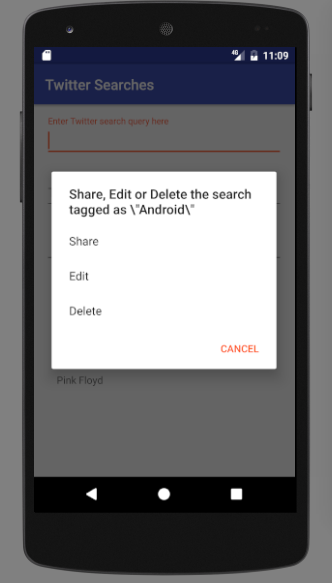 4G 11:09
Twitter Searches
Enter Twitter search query here
Share, Edit or Delete the search
tagged as \"Android\"
Share
Edit
Delete
CANCEL
Pink Floyd